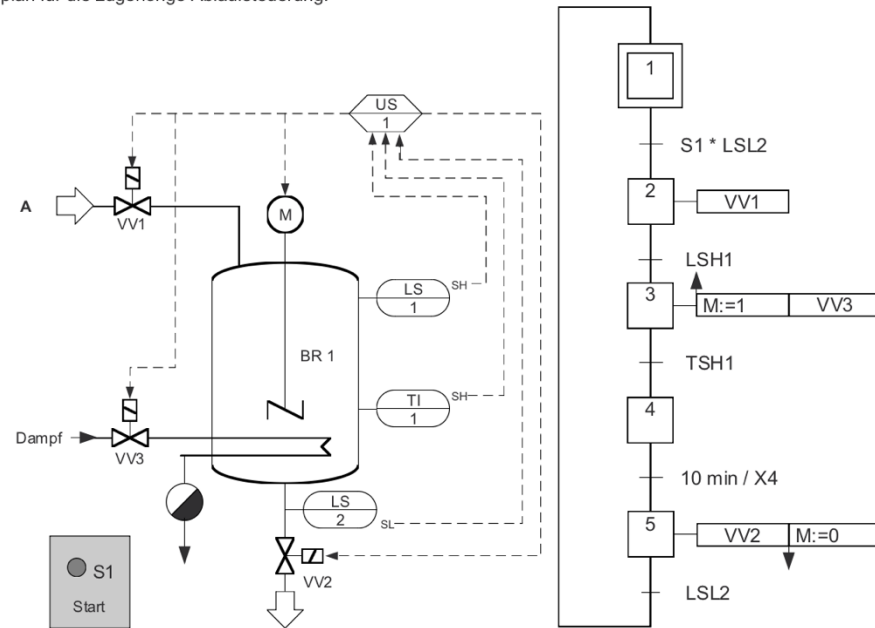 plan für die zugehörige Ablaufsteuerung.
US
1
A
VV1
M
LS
1
SH
BR 1
TI
1
SH
Dampf
VV3
LS
2
SL
VV2
S1
Start
1
S1 * LSL2
2
VV1
LSH1
3
M:=1
VV3
TSH1
4
10 min / X4
5
VV2
M:=0
LSL2